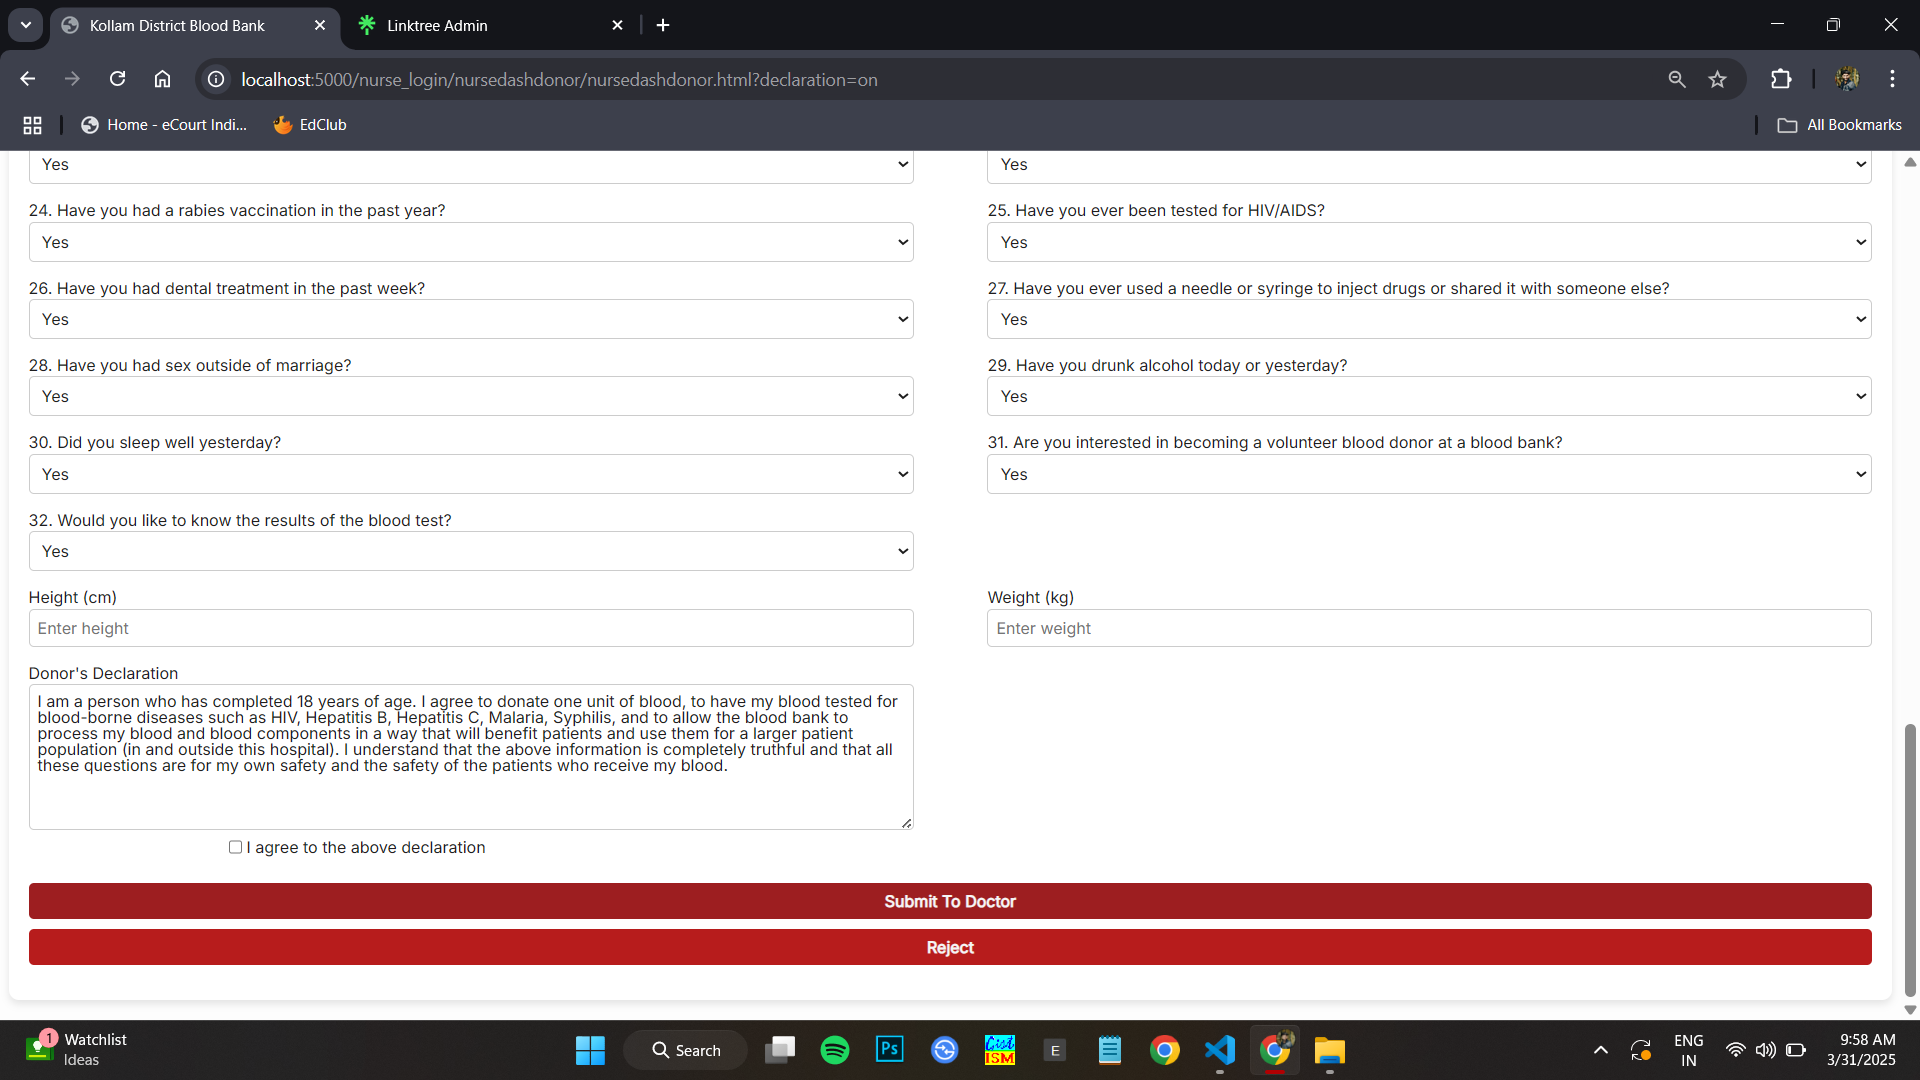 Kollam District Blood Bank
Linktree Admin
localhost:5000/nurse_login/nursedashdonor/nursedashdonor.html?declaration=on
Home - eCourt Indi...
EdClub
All Bookmarks
Yes
Yes
24. Have you had a rabies vaccination in the past year?
25. Have you ever been tested for HIV/AIDS?
Yes
Yes
26. Have you had dental treatment in the past week?
27. Have you ever used a needle or syringe to inject drugs or shared it with someone else?
Yes
Yes
28. Have you had sex outside of marriage?
29. Have you drunk alcohol today or yesterday?
Yes
Yes
30. Did you sleep well yesterday?
31. Are you interested in becoming a volunteer blood donor at a blood bank?
Yes
Yes
32. Would you like to know the results of the blood test?
Yes
Height (cm)
Weight (kg)
Enter height
Enter weight
Donor's Declaration
I am a person who has completed 18 years of age. I agree to donate one unit of blood, to have my blood tested for
blood-borne diseases such as HIV, Hepatitis B, Hepatitis C, Malaria, Syphilis, and to allow the blood bank to
process my blood and blood components in a way that will benefit patients and use them for a larger patient
population (in and outside this hospital). I understand that the above information is completely truthful and that all
these questions are for my own safety and the safety of the patients who receive my blood.
I agree to the above declaration
Submit To Doctor
Reject
1
Watchlist
Ideas
Search
Ps
Gist
ISM
E
ENG
IN
9:58 AM
3/31/2025